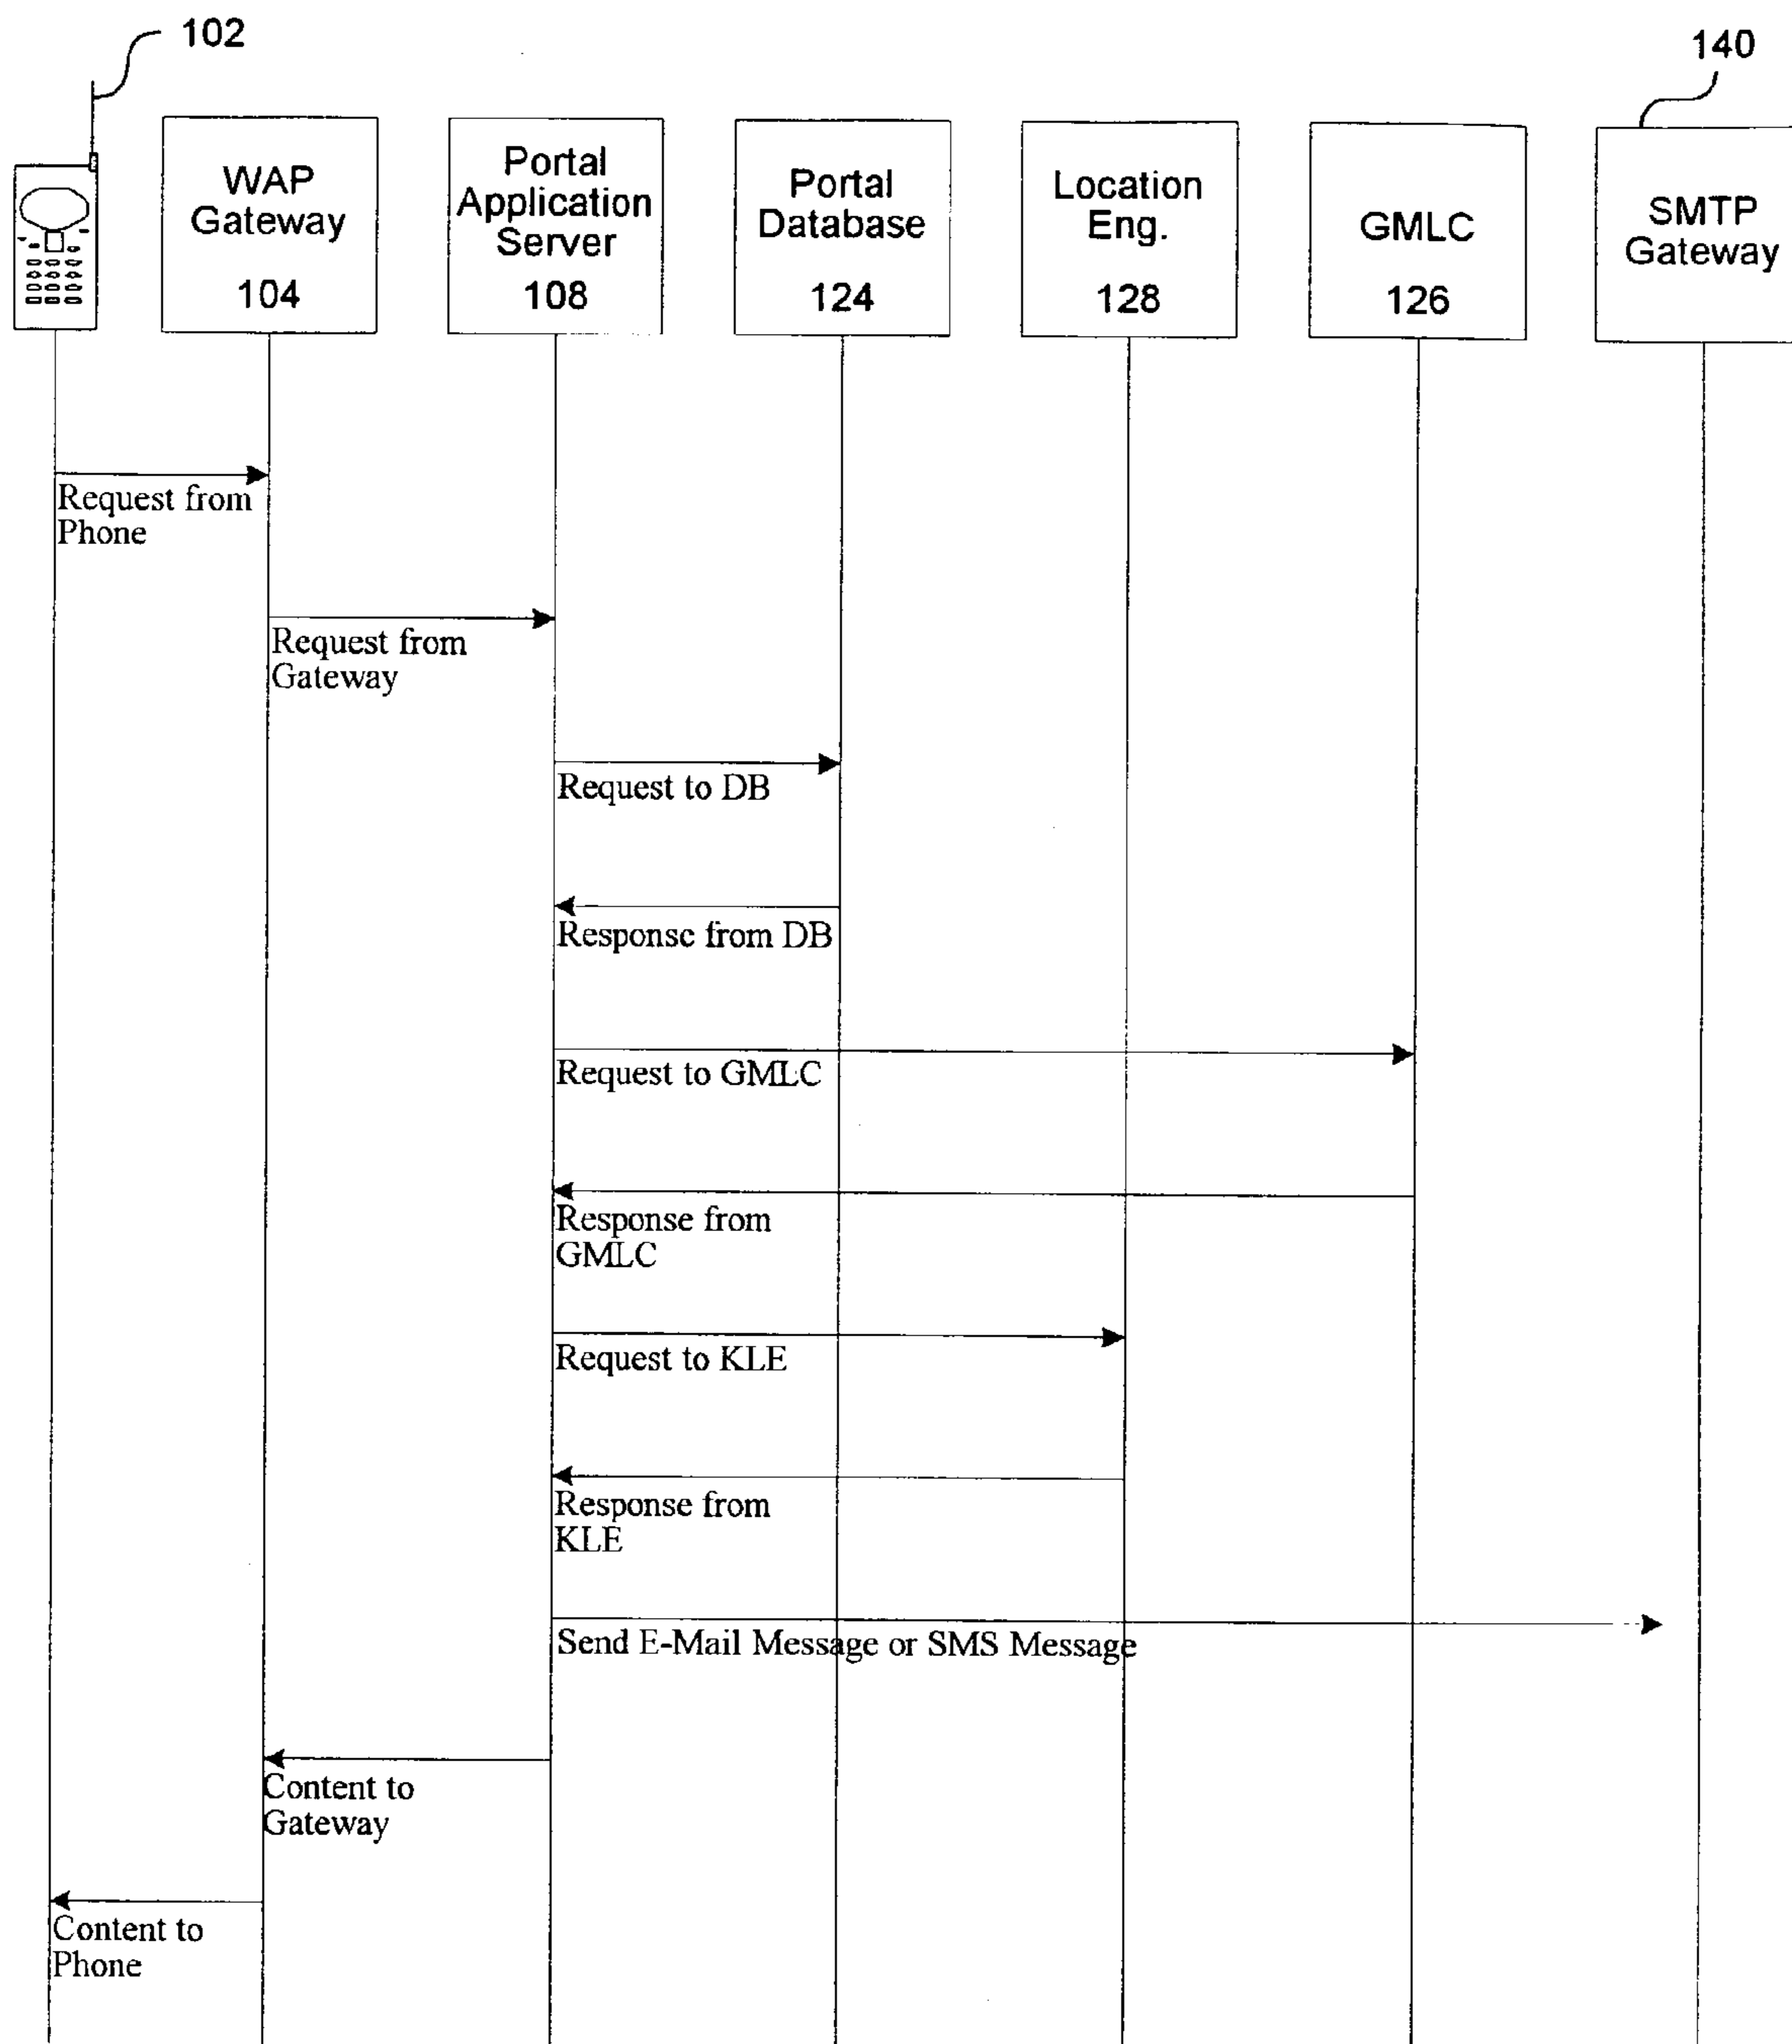 102
140
WAP
Gateway
104
Portal
Application
Server
108
Portal
Database
124
Location
Eng.
128
GMLC
126
SMTP
Gateway
Request from
Phone
Request from
Gateway
Request to DB
Response from DB
Request to GMLC
Response from
GMLC
Request to KLE
Response from
KLE
Send E-Mail Message or SMS Message
Content to
Gateway
Content to
Phone